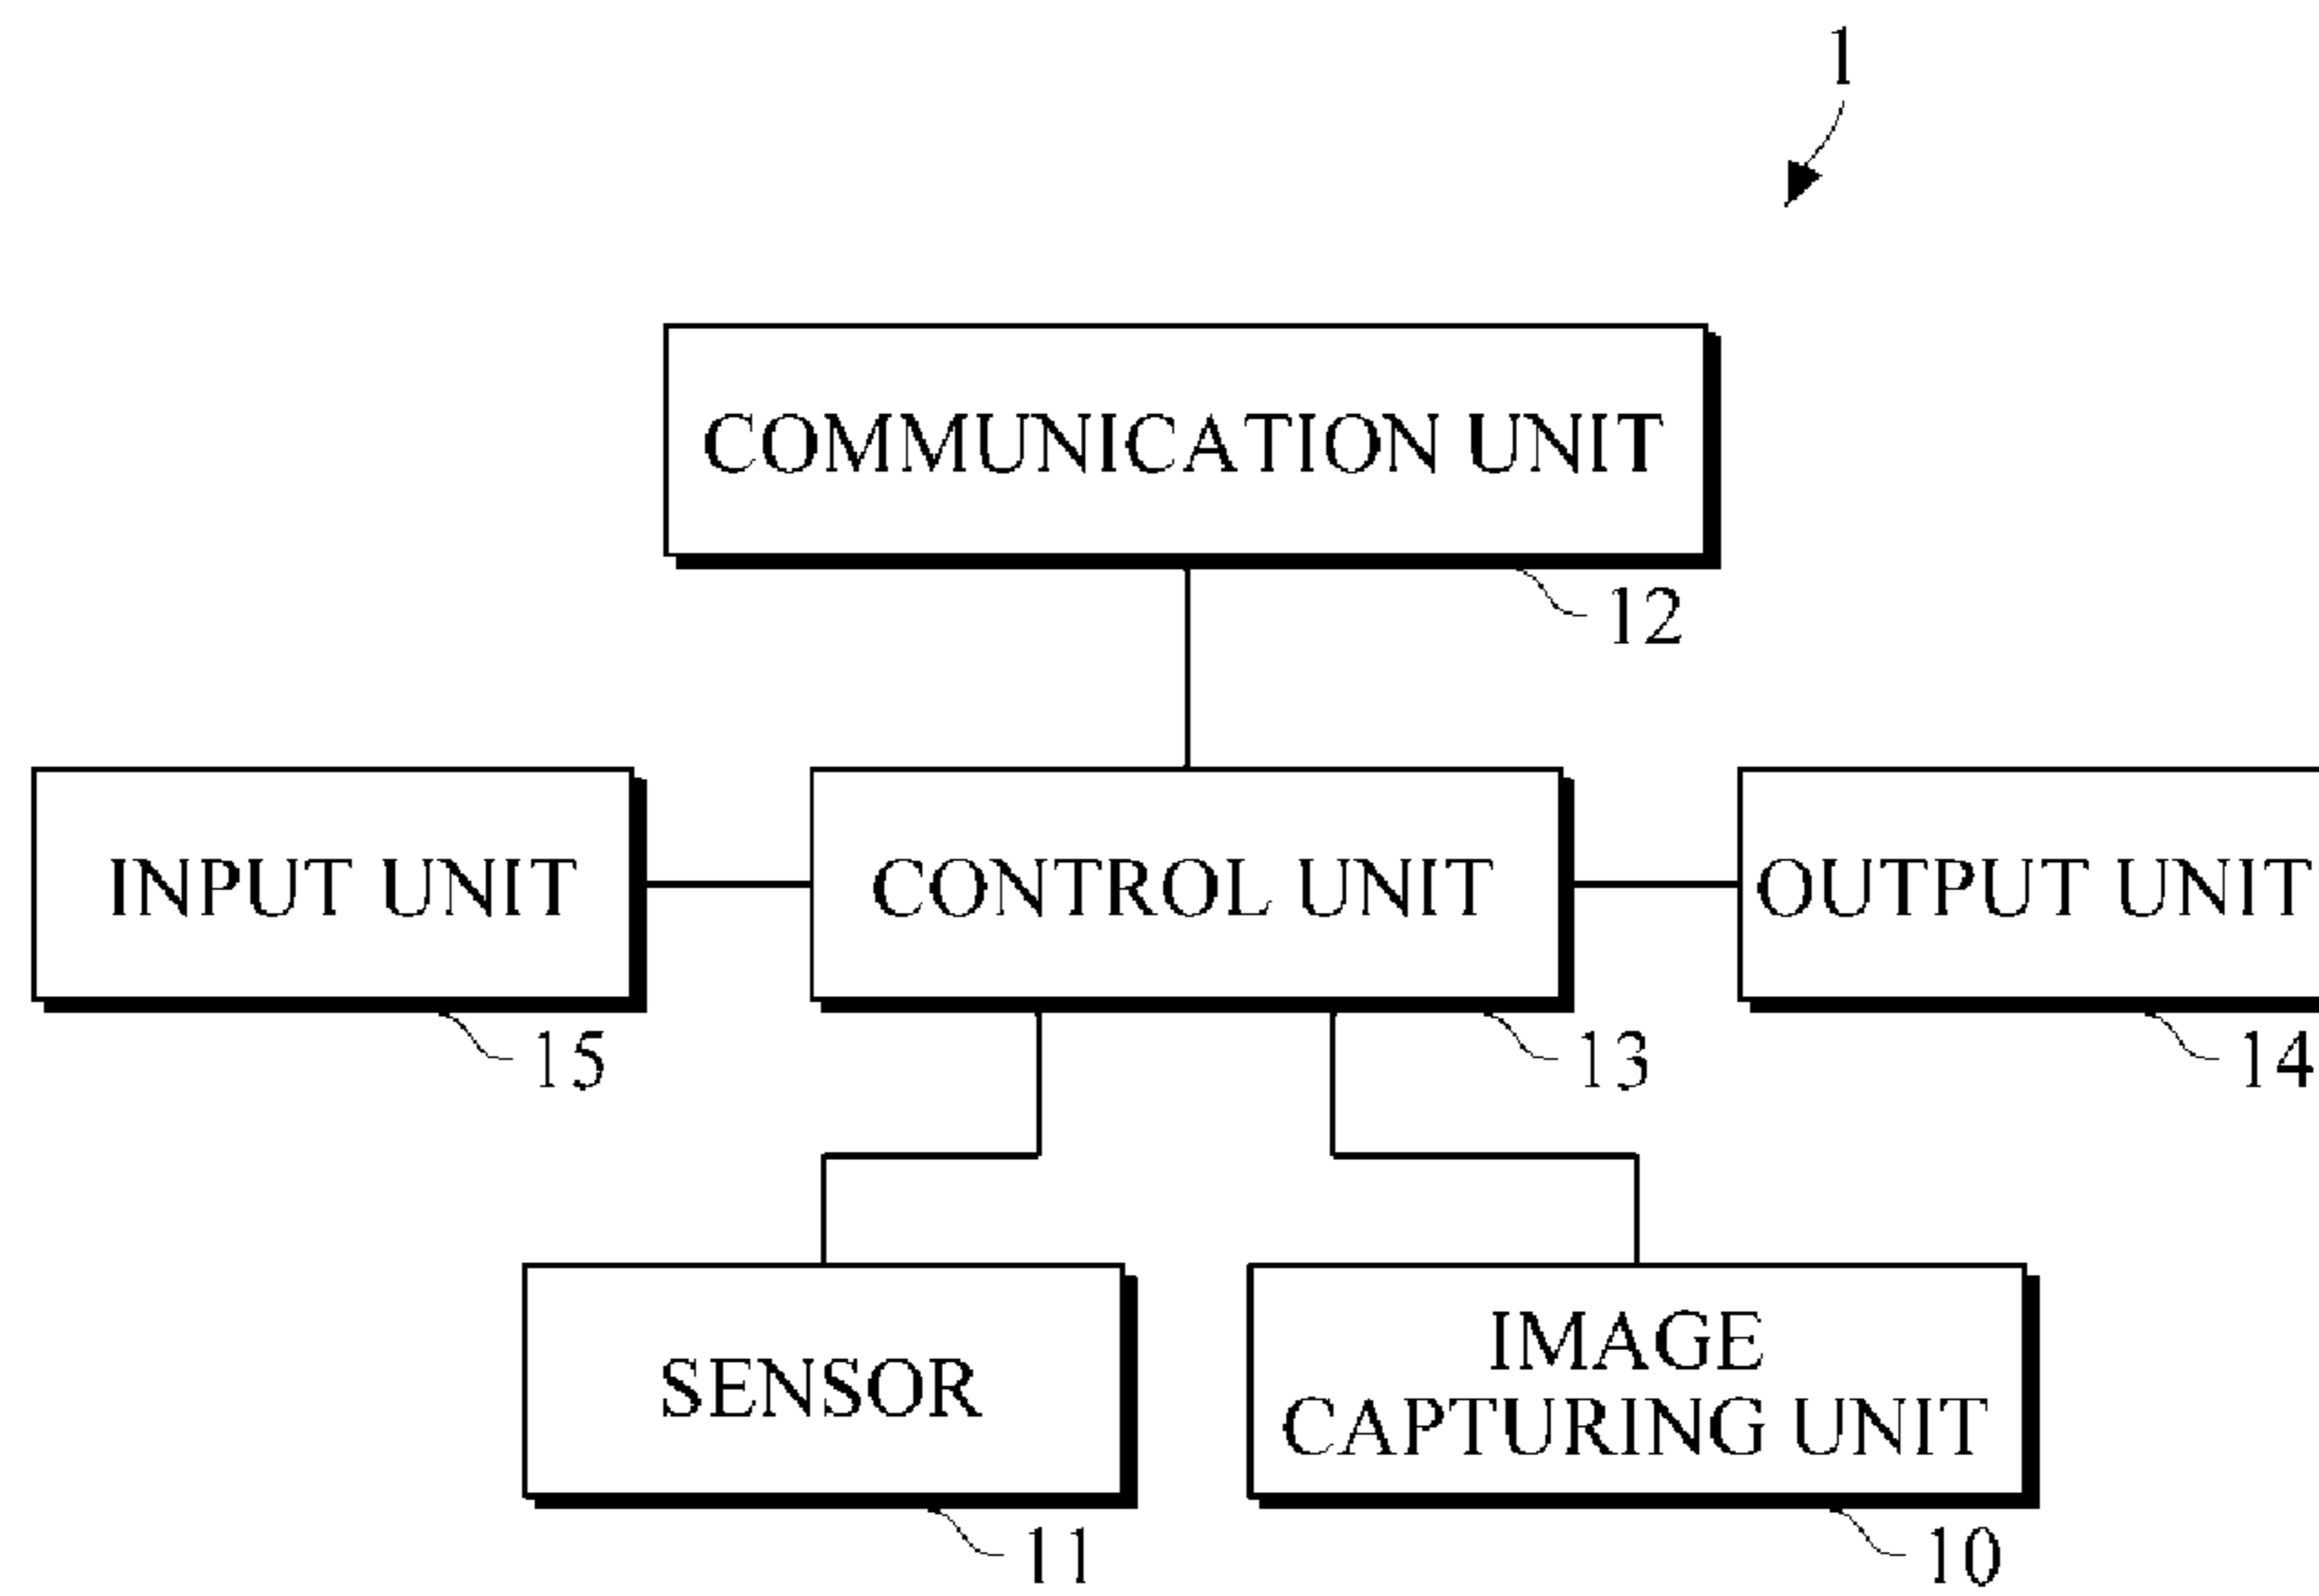 1
COMMUNICATION UNIT
12
INPUT UNIT
CONTROL UNIT
OUTPUT UNIT
15
13
14
SENSOR
IMAGE
CAPTURING UNIT
11
10